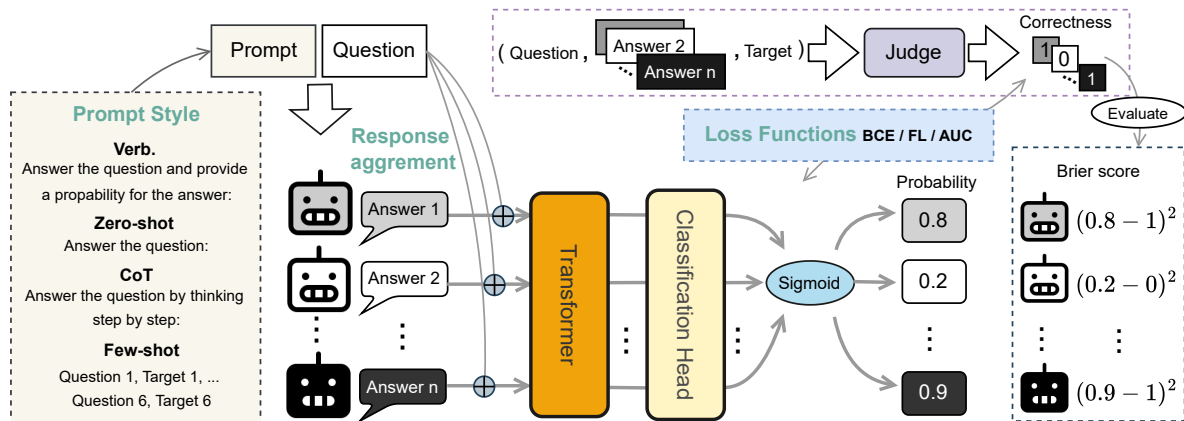 Prompt
Question
( Question , Answer 2 Answer n , Target )
Judge
Correctness
1
0
1
Evaluate
Prompt Style
Verb.
Answer the question and provide
a propability for the answer:
Zero-shot
Answer the question:
CoT
Answer the question by thinking
step by step:
Few-shot
Question 1, Target 1, ...
Question 6, Target 6
Response
aggrement
Loss Functions BCE / FL / AUC
Answer 1
Answer 2
Answer n
Transformer
Classification Head
Sigmoid
Probability
0.8
0.2
0.9
Brier score
(0.8 − 1)²
(0.2 − 0)²
(0.9 − 1)²